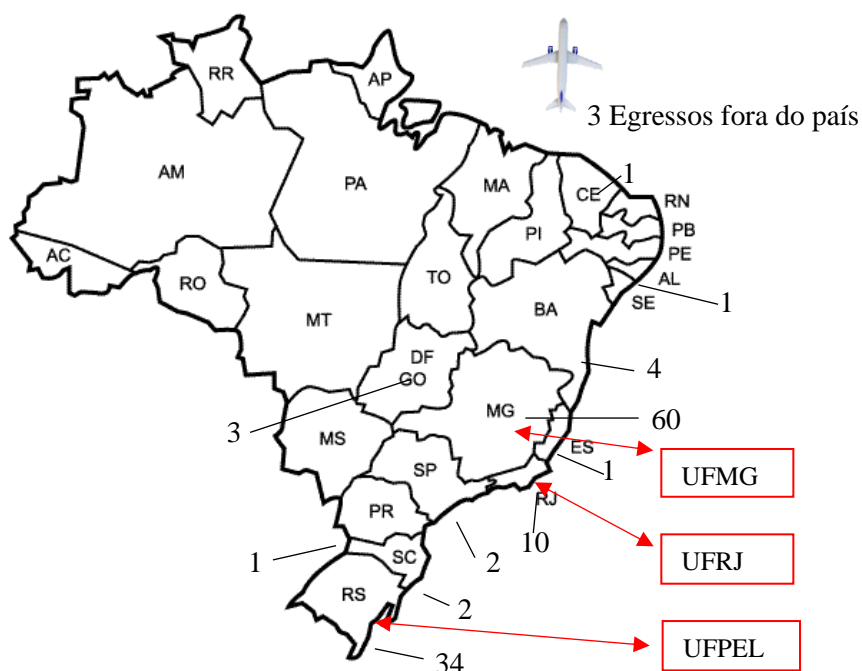 RR
AP
3 Egressos fora do país
AM
PA
MA
CE
1
RN
PB
PI
PE
AC
AL
RO
TO
SE
1
MT
BA
DF
GO
4
3
MG
60
MS
ES
SP
1
UFMG
RJ
PR
10
2
UFRJ
1
SC
RS
2
UFPEL
34